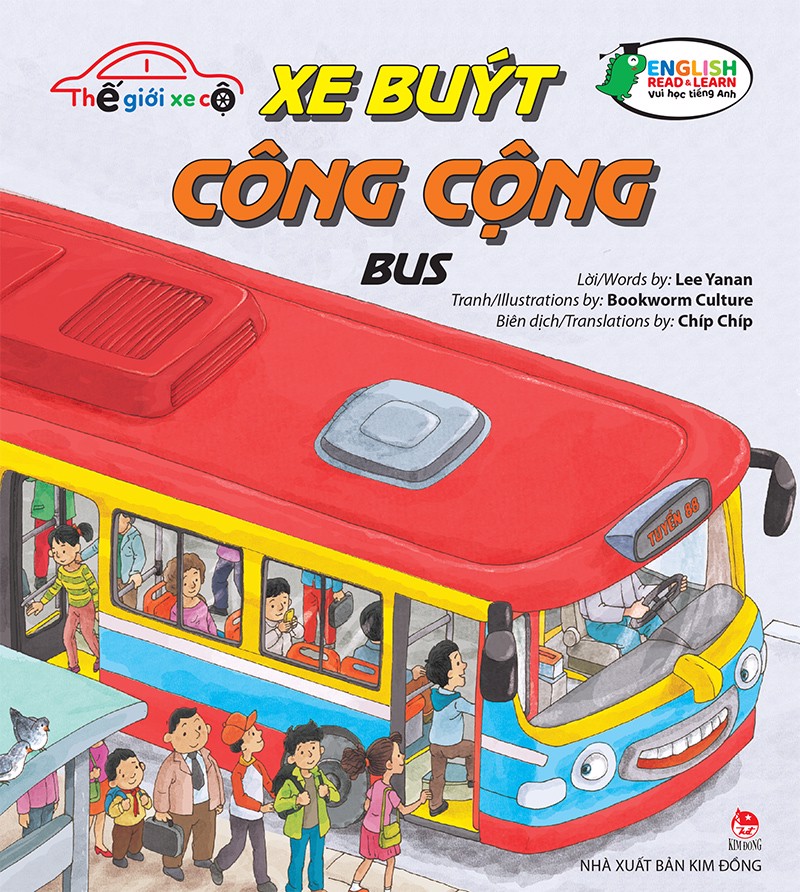 Thế giới xe cộ
XE BUÝT
ENGLISH
READ & LEARN
Vui học tiếng Anh
CÔNG CỘNG
BUS
Lời/Words by: Lee Yanan
Tranh/Illustrations by: Bookworm Culture
Biên dịch/Translations by: Chíp Chíp
TUYẾN 88
KIM ĐỒNG
NHÀ XUẤT BẢN KIM ĐỒNG